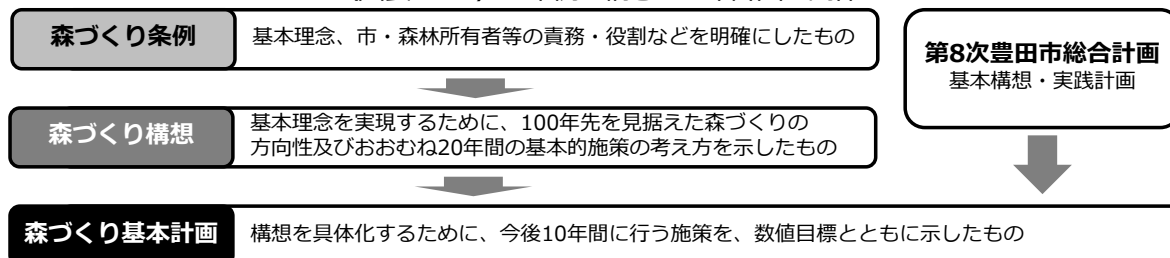 森づくり条例
基本理念、市・森林所有者等の責務・役割などを明確にしたもの
第8次豊田市総合計画
基本構想・実践計画
森づくり構想
基本理念を実現するために、100年先を見据えた森づくりの
方向性及びおおむね20年間の基本的施策の考え方を示したもの
森づくり基本計画
構想を具体化するために、今後10年間に行う施策を、数値目標とともに示したもの